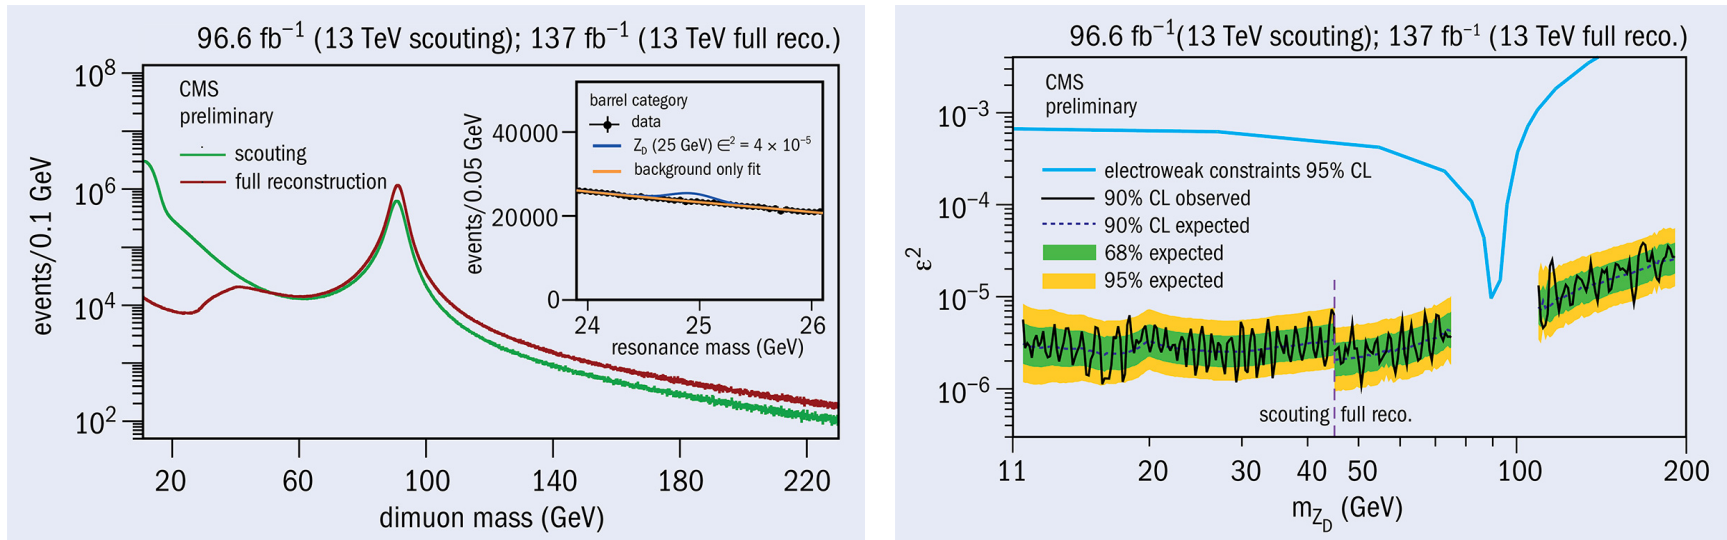 96.6 fb⁻¹ (13 TeV scouting); 137 fb⁻¹ (13 TeV full reco.)
10⁸
10⁶
10⁴
10²
events/0.1 GeV
CMS
preliminary
scouting
full reconstruction
events/0.05 GeV
40000
20000
0
barrel category
data
Z_D (25 GeV) ∈² = 4 × 10⁻⁵
background only fit
24 25 26
resonance mass (GeV)
20 60 100 140 180 220
dimuon mass (GeV)
96.6 fb⁻¹(13 TeV scouting); 137 fb⁻¹ (13 TeV full reco.)
10⁻³
10⁻⁴
10⁻⁵
10⁻⁶
ε²
CMS
preliminary
electroweak constraints 95% CL
90% CL observed
90% CL expected
68% expected
95% expected
scouting full reco.
11 20 30 40 50 100 200
m_Z_D (GeV)